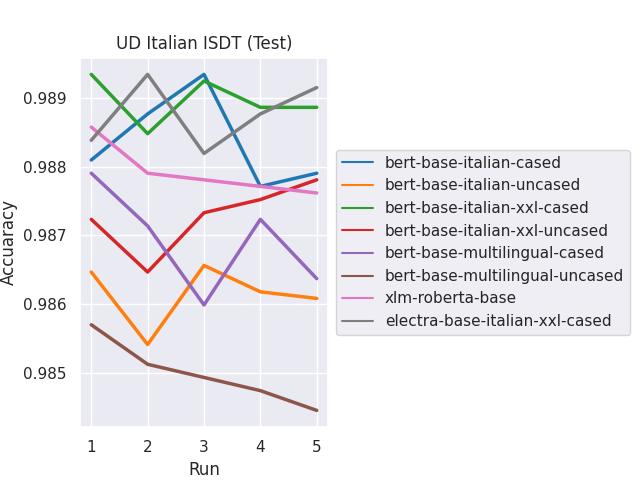 UD Italian ISDT (Test)
Accuaracy
0.989
0.988
0.987
0.986
0.985
1 2 3 4 5
Run
bert-base-italian-cased
bert-base-italian-uncased
bert-base-italian-xxl-cased
bert-base-italian-xxl-uncased
bert-base-multilingual-cased
bert-base-multilingual-uncased
xlm-roberta-base
electra-base-italian-xxl-cased